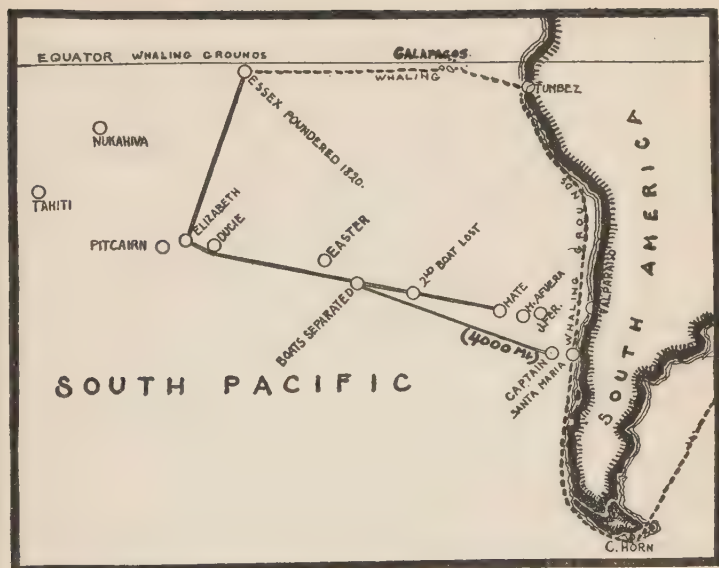 EQUATOR WHALING GROUNDS
GALAPAGOS
WHALING
TUMBEZ
ESSEX FOUNDERED 1820.
NUKAHIVA
TAHITI
ELIZABETH
DUCIE
PITCAIRN
EASTER
2ND BOAT LOST
BOATS SEPARATED
MATE
M. AFUERA
J. FER.
(4000 MI.)
CAPTAIN
SANTA MARIA
WHALING GROUNDS
VALPARAISO
SOUTH AMERICA
SOUTH PACIFIC
C. HORN